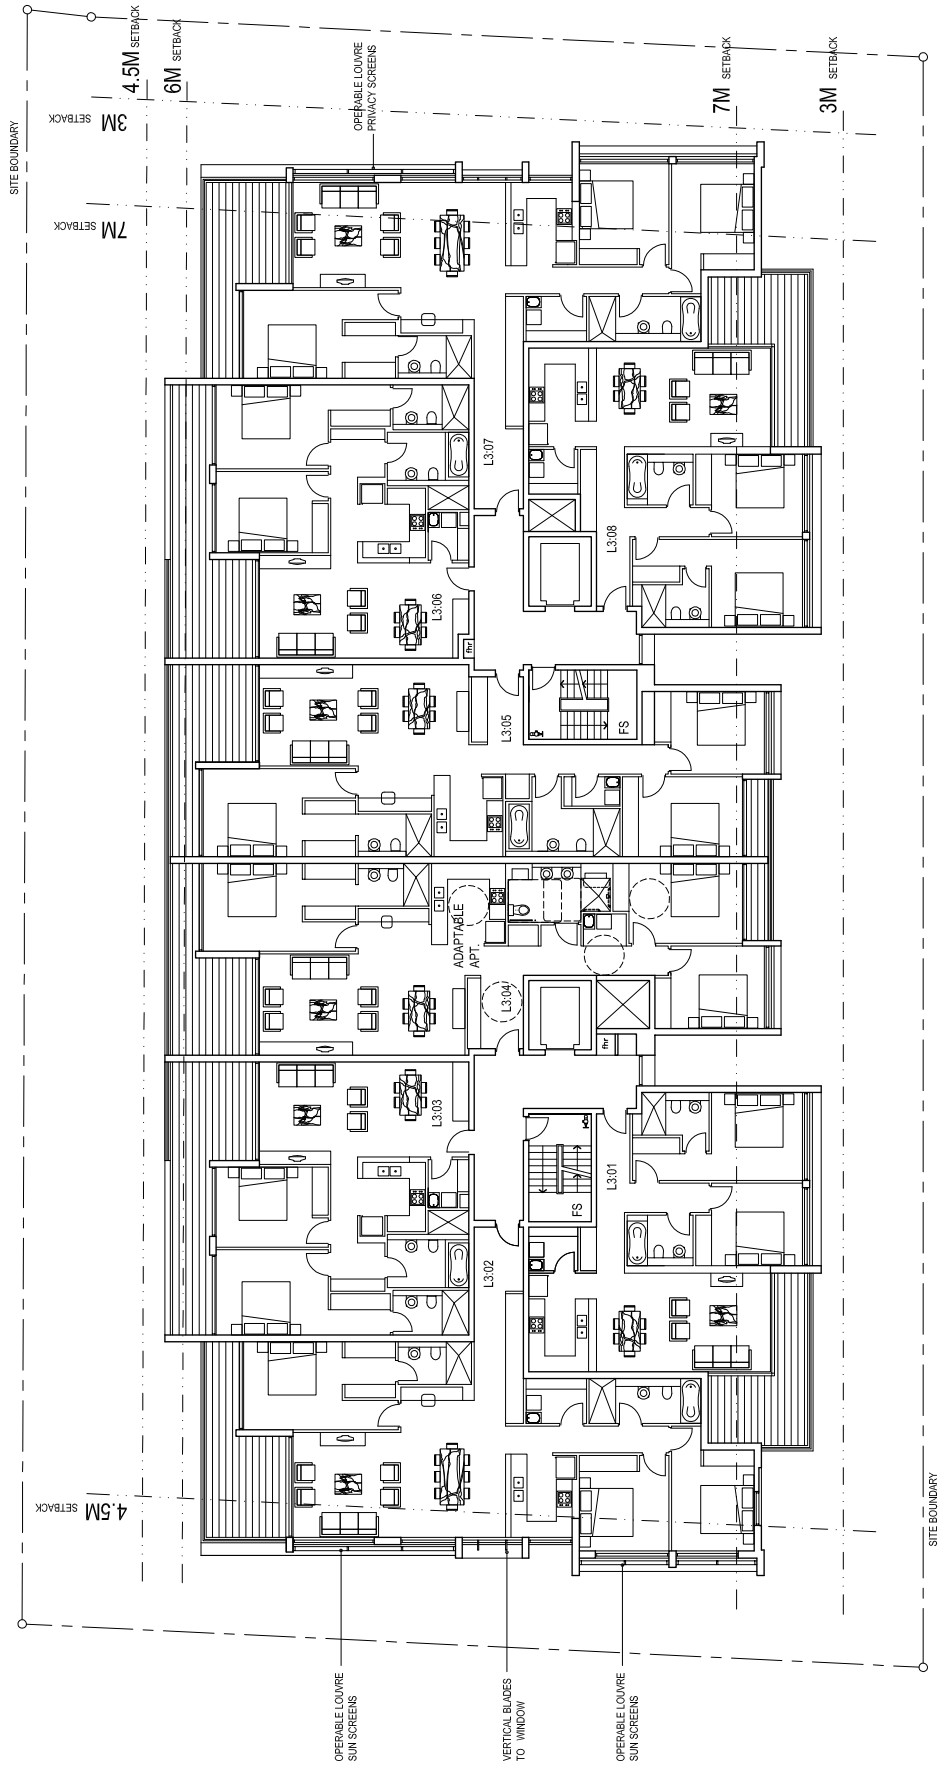 4.5M SETBACK
6M SETBACK
3M SETBACK
SITE BOUNDARY
7M SETBACK
OPERABLE LOUVRE
PRIVACY SCREENS
7M SETBACK
3M SETBACK
L3:07
L3:08
L3:06
fhr
L3:05
FS
ADAPTABLE
APT.
L3:04
fhr
L3:03
L3:01
FS
L3:02
4.5M SETBACK
SITE BOUNDARY
OPERABLE LOUVRE
SUN SCREENS
VERTICAL BLADES
TO WINDOW
OPERABLE LOUVRE
SUN SCREENS